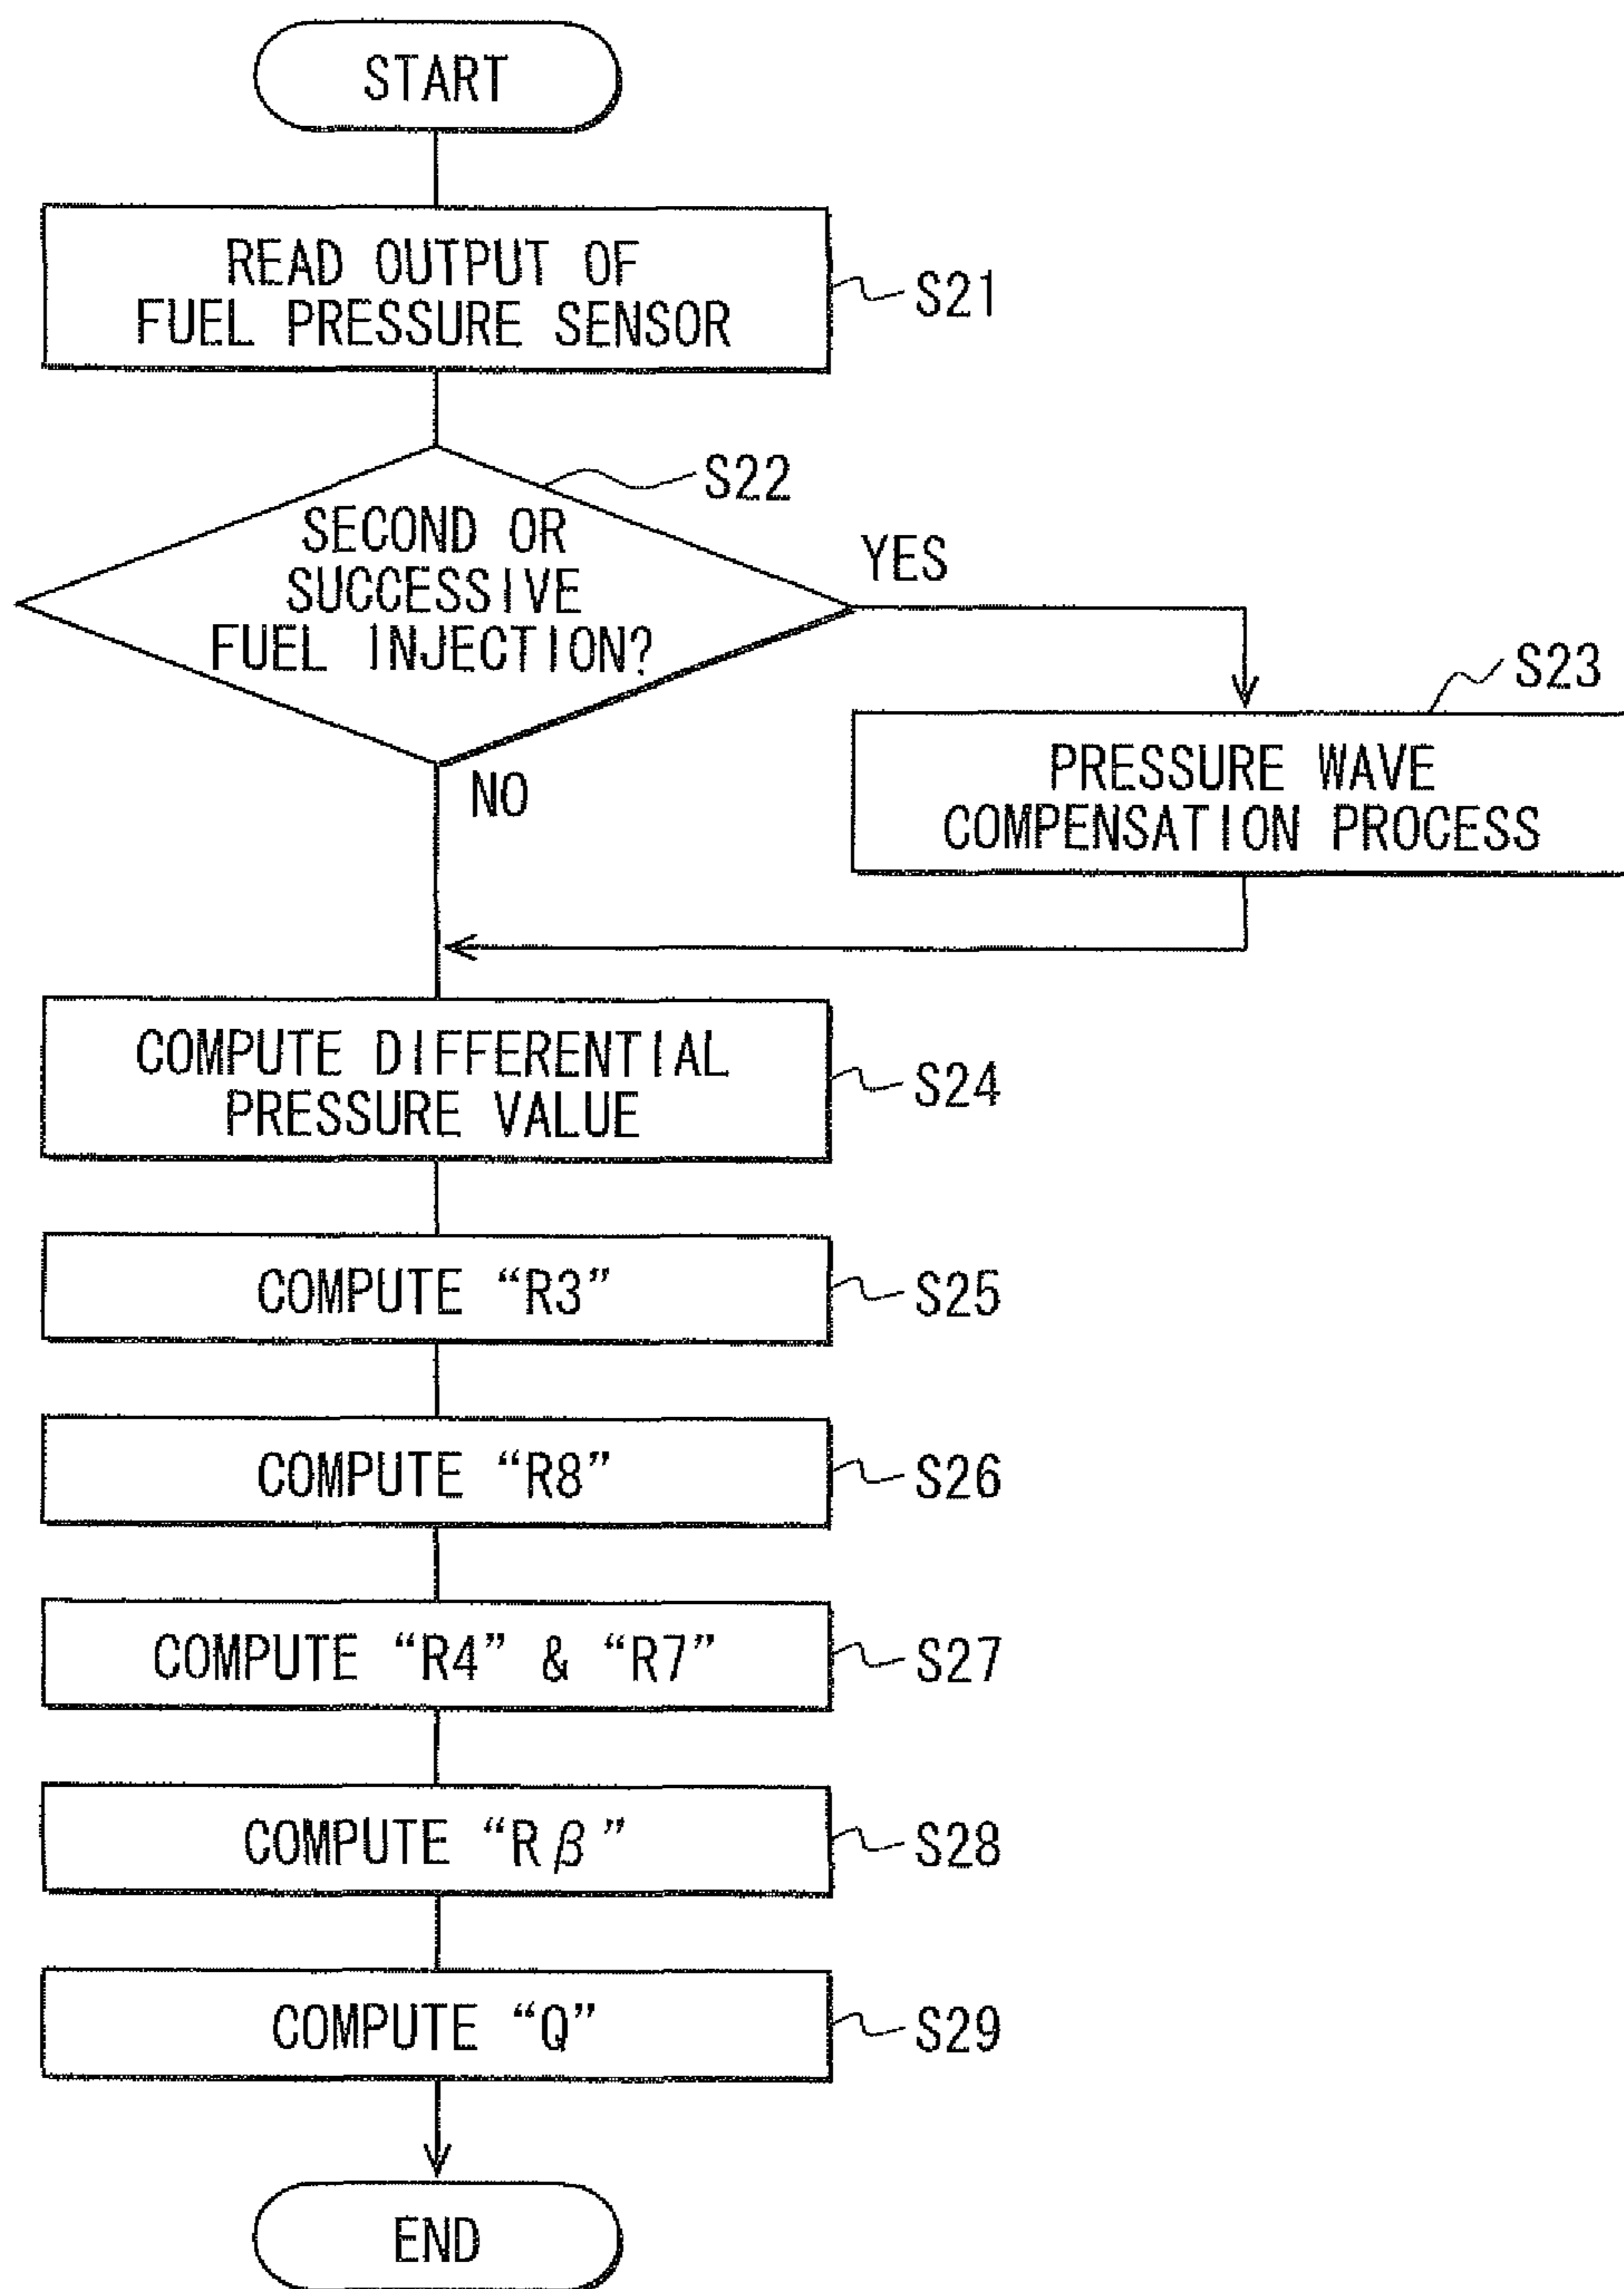 START
READ OUTPUT OF
FUEL PRESSURE SENSOR
S21
S22
SECOND OR
SUCCESSIVE
FUEL INJECTION?
YES
NO
S23
PRESSURE WAVE
COMPENSATION PROCESS
COMPUTE DIFFERENTIAL
PRESSURE VALUE
S24
COMPUTE “R3”
S25
COMPUTE “R8”
S26
COMPUTE “R4” & “R7”
S27
COMPUTE “Rβ”
S28
COMPUTE “Q”
S29
END